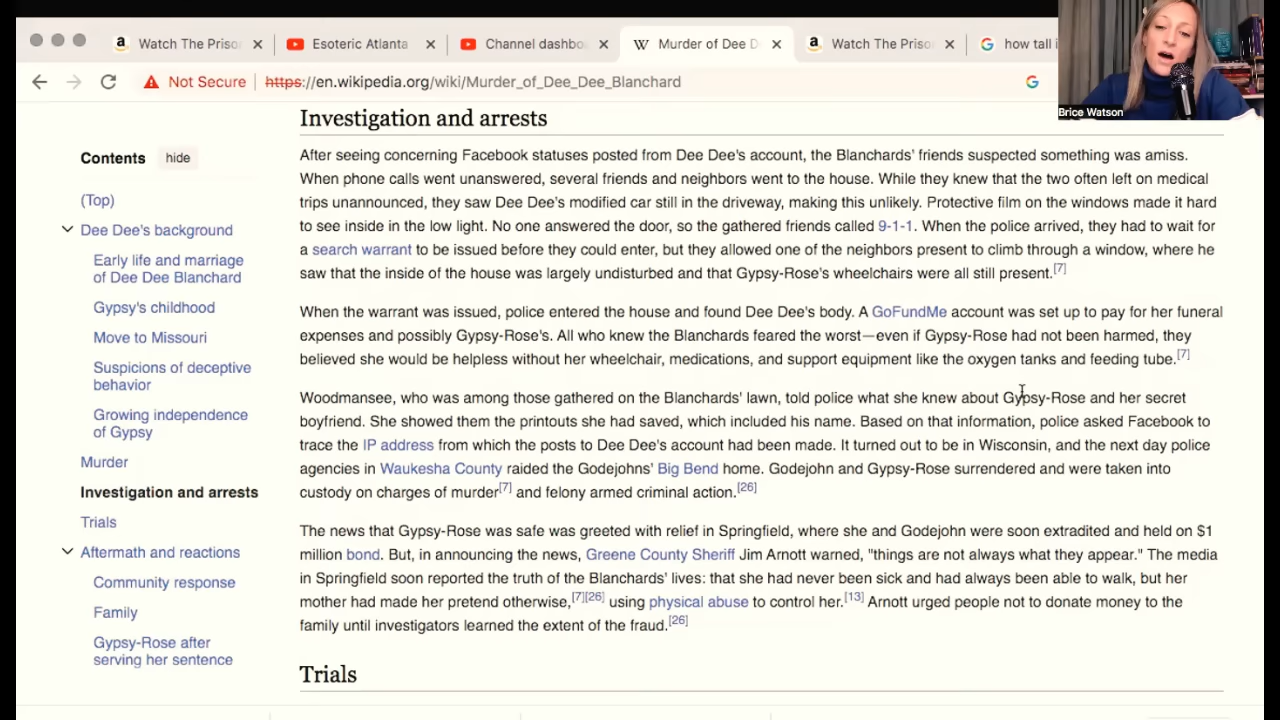 Watch The Prison
Esoteric Atlanta
Channel dashbo
Murder of Dee D
Watch The Prison
how tall i
Not Secure
https://en.wikipedia.org/wiki/Murder_of_Dee_Dee_Blanchard
Brice Watson
Contents
hide
(Top)
Dee Dee's background
Early life and marriage
of Dee Dee Blanchard
Gypsy's childhood
Move to Missouri
Suspicions of deceptive
behavior
Growing independence
of Gypsy
Murder
Investigation and arrests
Trials
Aftermath and reactions
Community response
Family
Gypsy-Rose after
serving her sentence
Investigation and arrests
After seeing concerning Facebook statuses posted from Dee Dee's account, the Blanchards' friends suspected something was amiss.
When phone calls went unanswered, several friends and neighbors went to the house. While they knew that the two often left on medical
trips unannounced, they saw Dee Dee's modified car still in the driveway, making this unlikely. Protective film on the windows made it hard
to see inside in the low light. No one answered the door, so the gathered friends called 9-1-1. When the police arrived, they had to wait for
a search warrant to be issued before they could enter, but they allowed one of the neighbors present to climb through a window, where he
saw that the inside of the house was largely undisturbed and that Gypsy-Rose's wheelchairs were all still present.[7]
When the warrant was issued, police entered the house and found Dee Dee's body. A GoFundMe account was set up to pay for her funeral
expenses and possibly Gypsy-Rose's. All who knew the Blanchards feared the worst—even if Gypsy-Rose had not been harmed, they
believed she would be helpless without her wheelchair, medications, and support equipment like the oxygen tanks and feeding tube.[7]
Woodmansee, who was among those gathered on the Blanchards' lawn, told police what she knew about Gypsy-Rose and her secret
boyfriend. She showed them the printouts she had saved, which included his name. Based on that information, police asked Facebook to
trace the IP address from which the posts to Dee Dee's account had been made. It turned out to be in Wisconsin, and the next day police
agencies in Waukesha County raided the Godejohns' Big Bend home. Godejohn and Gypsy-Rose surrendered and were taken into
custody on charges of murder[7] and felony armed criminal action.[26]
The news that Gypsy-Rose was safe was greeted with relief in Springfield, where she and Godejohn were soon extradited and held on $1
million bond. But, in announcing the news, Greene County Sheriff Jim Arnott warned, "things are not always what they appear." The media
in Springfield soon reported the truth of the Blanchards' lives: that she had never been sick and had always been able to walk, but her
mother had made her pretend otherwise,[7][26] using physical abuse to control her.[13] Arnott urged people not to donate money to the
family until investigators learned the extent of the fraud.[26]
Trials